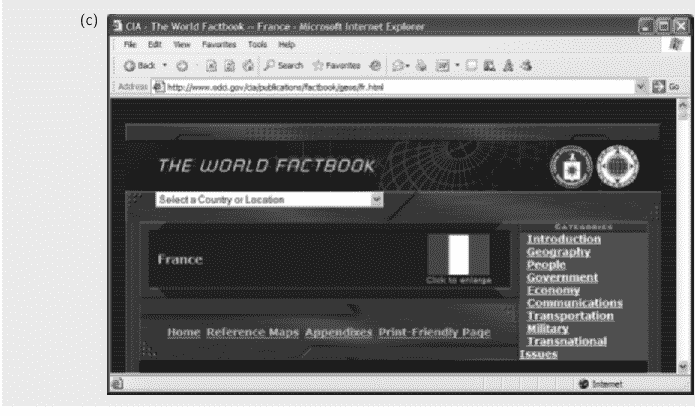 (c)
CIA - The World Factbook -- France - Microsoft Internet Explorer
File Edit View Favorites Tools Help
Back Search Favorites
Address http://www.odci.gov/cia/publications/factbook/geos/fr.html Go
THE WORLD FACTBOOK
Select a Country or Location
CATEGORIES
France
Click to enlarge
Introduction
Geography
People
Government
Economy
Communications
Transportation
Military
Transnational
Issues
Home Reference Maps Appendixes Print-Friendly Page
Internet